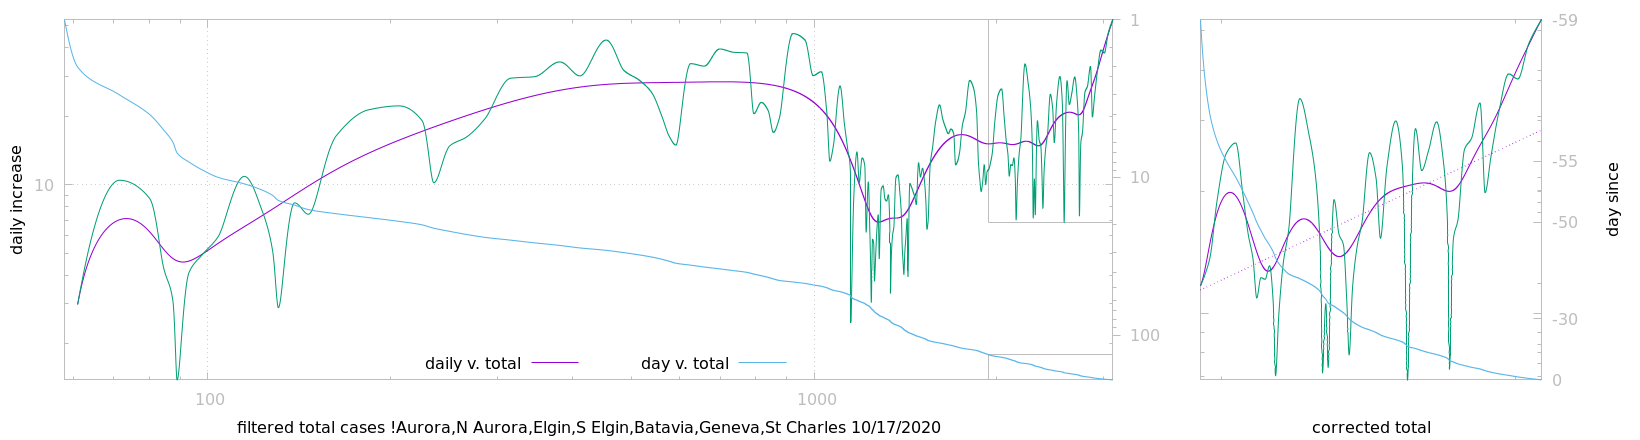 1
-59
-55
daily increase
10
10
day since
-50
-30
100
daily v. total
day v. total
0
100
1000
filtered total cases !Aurora,N Aurora,Elgin,S Elgin,Batavia,Geneva,St Charles 10/17/2020
corrected total